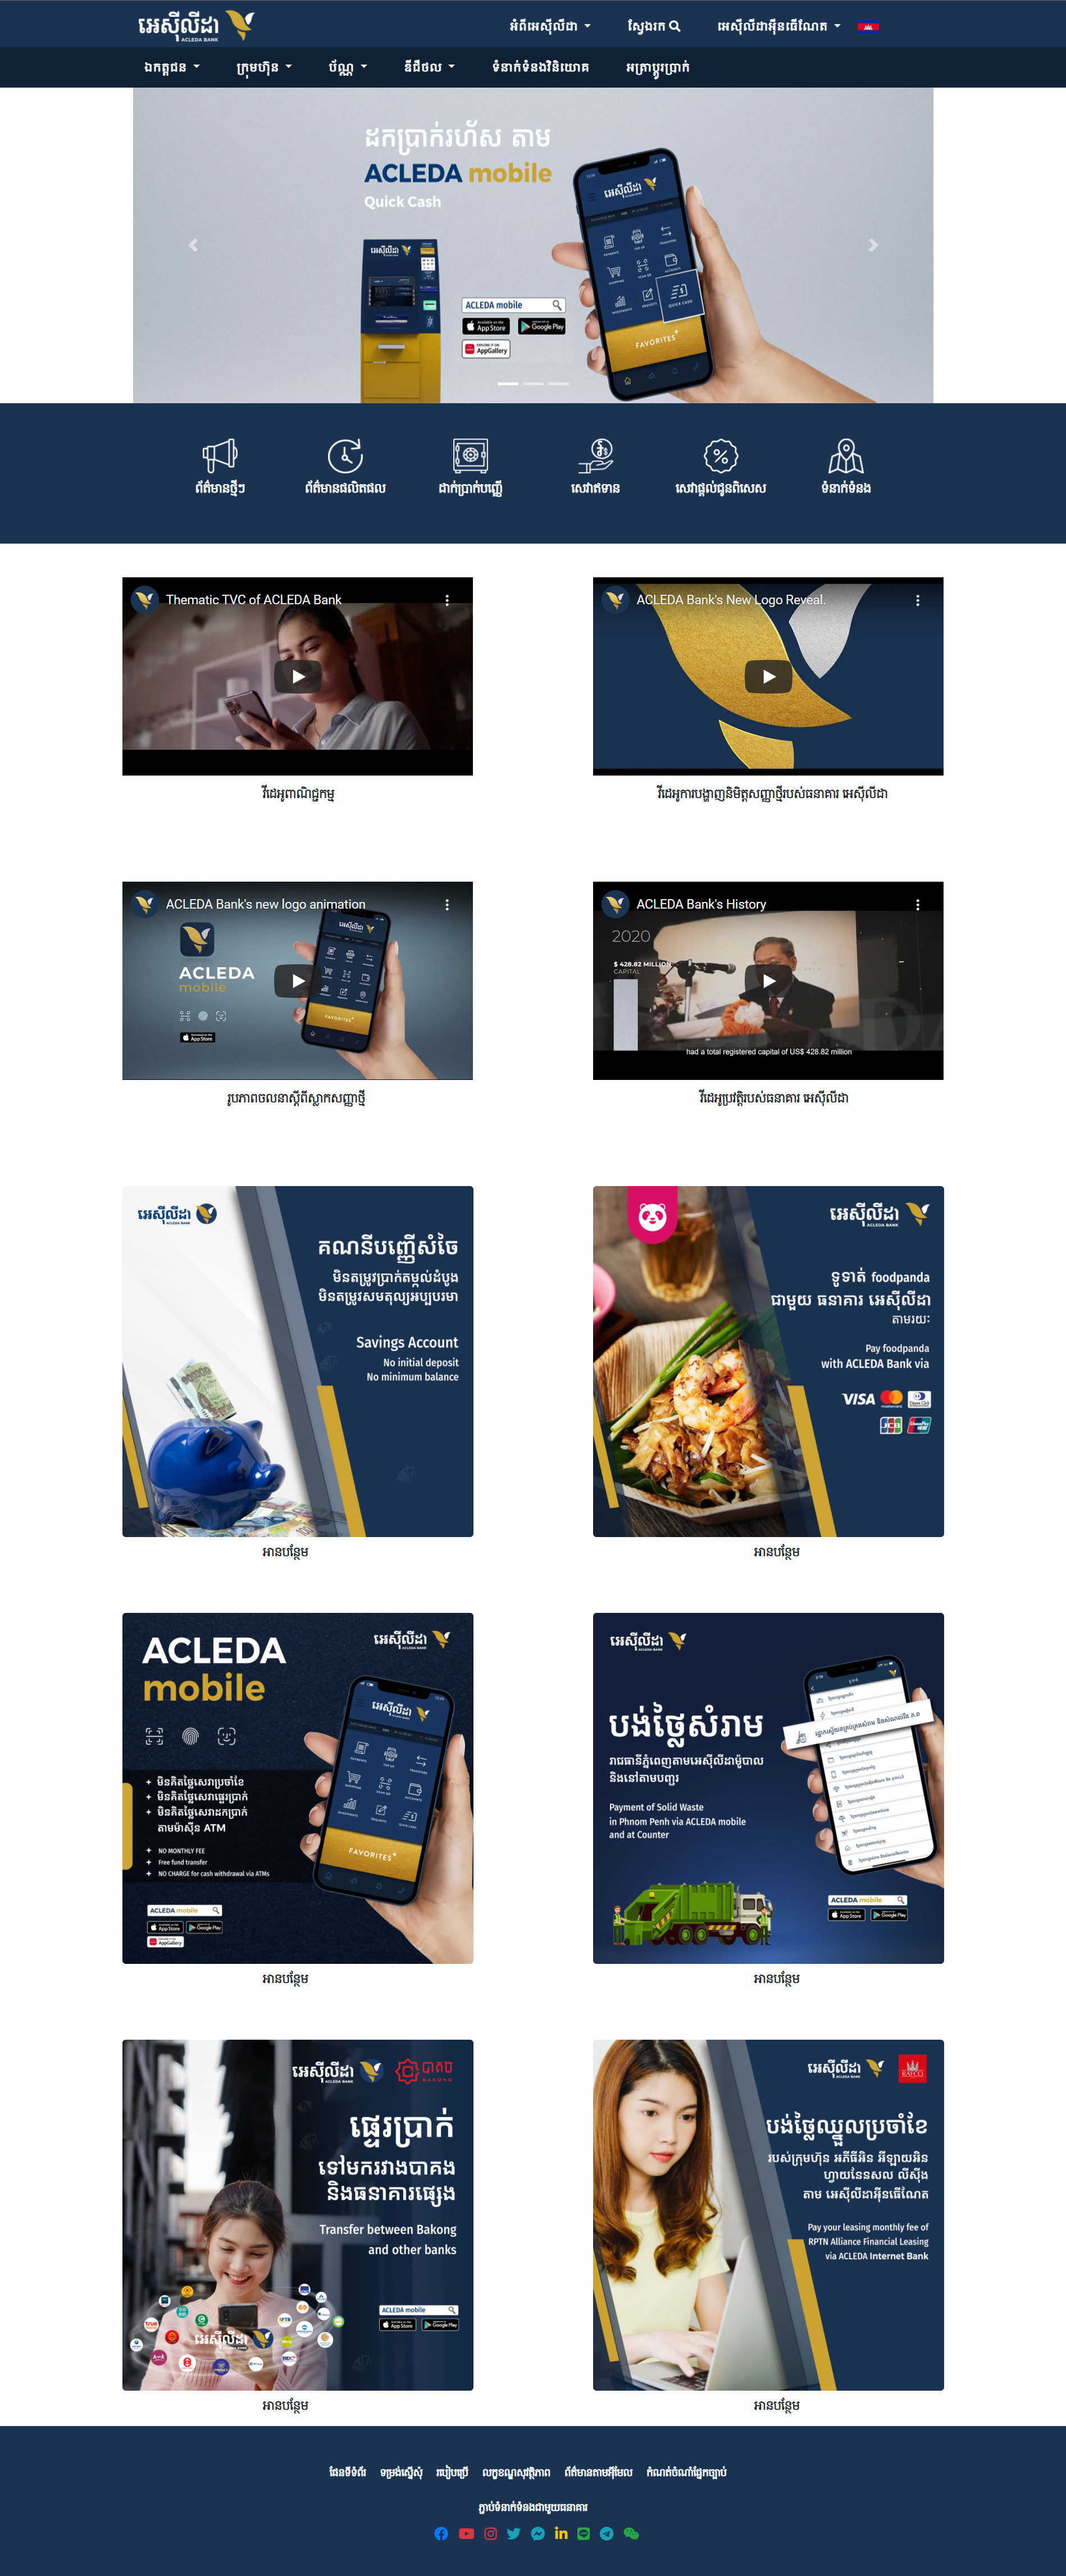 អេស៊ីលីដា
ACLEDA BANK
អំពីអេស៊ីលីដា
ស្វែងរក
អេស៊ីលីដាអ៊ីនធើណែត
ឯកត្តជន
ក្រុមហ៊ុន
ប័ណ្ណ
ឌីជីថល
ទំនាក់ទំនងវិនិយោគ
អត្រាប្តូរប្រាក់
ដកប្រាក់រហ័ស តាម
ACLEDA mobile
Quick Cash
ACLEDA mobile
App Store
Google Play
AppGallery
FAVORITES+
ព័ត៌មានថ្មីៗ
ព័ត៌មានផលិតផល
ដាក់ប្រាក់បញ្ញើ
សេវាឥទាន
សេវាផ្តល់ជូនពិសេស
ទំនាក់ទំនង
Thematic TVC of ACLEDA Bank
ACLEDA Bank's New Logo Reveal.
វីដេអូពាណិជ្ជកម្ម
វីដេអូការបង្ហាញនិមិត្តសញ្ញាថ្មីរបស់ធនាគារ អេស៊ីលីដា
ACLEDA Bank's new logo animation
ACLEDA
mobile
App Store
FAVORITES+
ACLEDA Bank's History
2020
$ 428.82 MILLION
CAPITAL
had a total registered capital of US$ 428.82 million
រូបភាពចលនាស្តីពីស្លាកសញ្ញាថ្មី
វីដេអូប្រវត្តិរបស់ធនាគារ អេស៊ីលីដា
អេស៊ីលីដា
ACLEDA BANK
គណនីបញ្ញើសំចៃ
មិនតម្រូវប្រាក់តម្កល់ដំបូង
មិនតម្រូវសមតុល្យអប្បបរមា
Savings Account
No initial deposit
No minimum balance
អេស៊ីលីដា
ACLEDA BANK
ទូទាត់ foodpanda
ជាមួយ ធនាគារ អេស៊ីលីដា
តាមរយៈ
Pay foodpanda
with ACLEDA Bank via
VISA
mastercard
JCB
អានបន្ថែម
អានបន្ថែម
ACLEDA
mobile
អេស៊ីលីដា
ACLEDA BANK
មិនគិតថ្លៃសេវាប្រចាំខែ
មិនគិតថ្លៃសេវាផ្ទេរប្រាក់
មិនគិតថ្លៃសេវាដកប្រាក់
តាមម៉ាស៊ីន ATM
NO MONTHLY FEE
Free fund transfer
NO CHARGE for cash withdrawal via ATMs
ACLEDA mobile
App Store
Google Play
AppGallery
FAVORITES+
អេស៊ីលីដា
ACLEDA BANK
បង់ថ្លៃសំរាម
រាជធានីភ្នំពេញតាមអេស៊ីលីដាម៉ូបាល
និងនៅតាមបញ្ជរ
Payment of Solid Waste
in Phnom Penh via ACLEDA mobile
and at Counter
ACLEDA mobile
App Store
Google Play
អានបន្ថែម
អានបន្ថែម
អេស៊ីលីដា
ACLEDA BANK
បាគង
BAKONG
ផ្ទេរប្រាក់
ទៅមករវាងបាគង
និងធនាគារផ្សេង
Transfer between Bakong
and other banks
ACLEDA mobile
App Store
Google Play
អេស៊ីលីដា
អេស៊ីលីដា
ACLEDA BANK
បង់ថ្លៃឈ្នួលប្រចាំខែ
របស់ក្រុមហ៊ុន អភីធីអិន អីឡាយអិន
ហ្វាយនែនសល លីស៊ីង
តាម អេស៊ីលីដាអ៊ីនធើណែត
Pay your leasing monthly fee of
RPTN Alliance Financial Leasing
via ACLEDA Internet Bank
អានបន្ថែម
អានបន្ថែម
ផែនទីទំព័រ
ទម្រង់ស្នើសុំ
របៀបប្រើ
លក្ខខណ្ឌសុវត្ថិភាព
ព័ត៌មានតាមអ៊ីមែល
កំណត់ចំណាំផ្នែកច្បាប់
ភ្ជាប់ទំនាក់ទំនងជាមួយធនាគារ